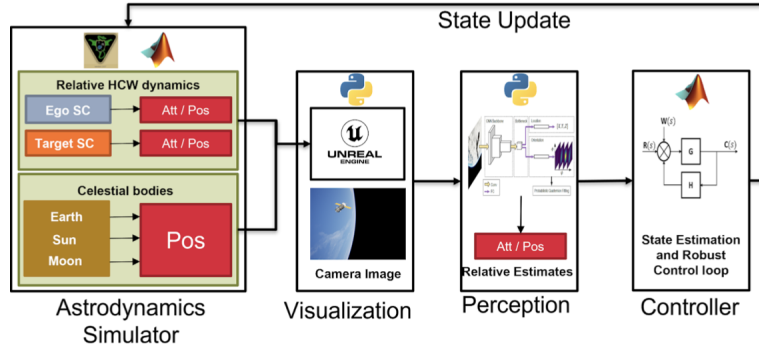 State Update
Relative HCW dynamics
Ego SC
Att / Pos
Target SC
Att / Pos
Celestial bodies
Earth
Sun
Moon
Pos
Astrodynamics
Simulator
UNREAL
ENGINE
Camera Image
Visualization
[X,Y,Z]
Att / Pos
Relative Estimates
Perception
W(s)
R(s)
G
C(s)
H
State Estimation
and Robust
Control loop
Controller